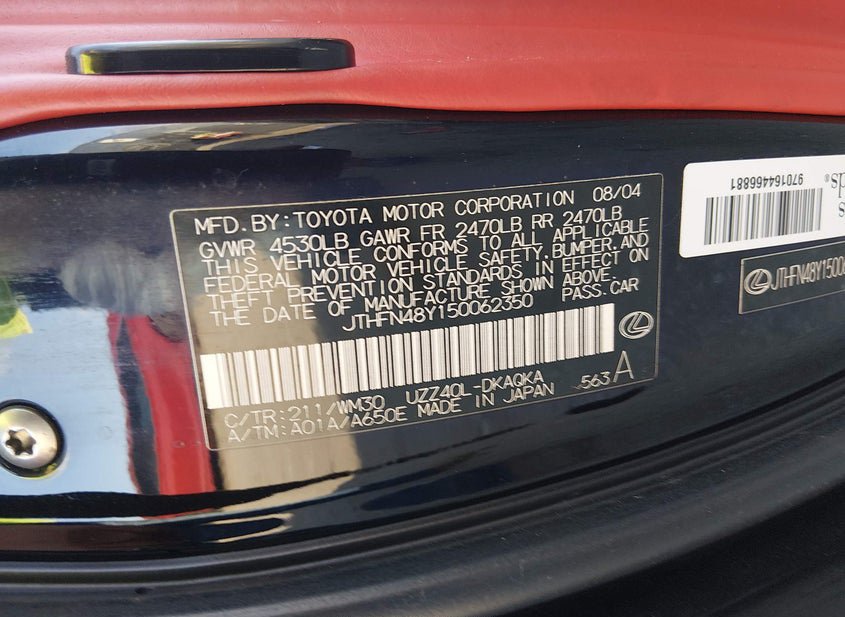 MFD. BY: TOYOTA MOTOR CORPORATION 08/04
GVWR 4530LB GAWR FR 2470LB RR 2470LB
THIS VEHICLE CONFORMS TO ALL APPLICABLE
FEDERAL MOTOR VEHICLE SAFETY, BUMPER, AND
THEFT PREVENTION STANDARDS IN EFFECT ON
THE DATE OF MANUFACTURE SHOWN ABOVE.
JTHFN48Y150062350 PASS. CAR
C/TR: 211/WM30 UZZ40L-DKAQKA 563 A
A/TM: A01A/A650E MADE IN JAPAN
970164466881
JTHFN48Y1500